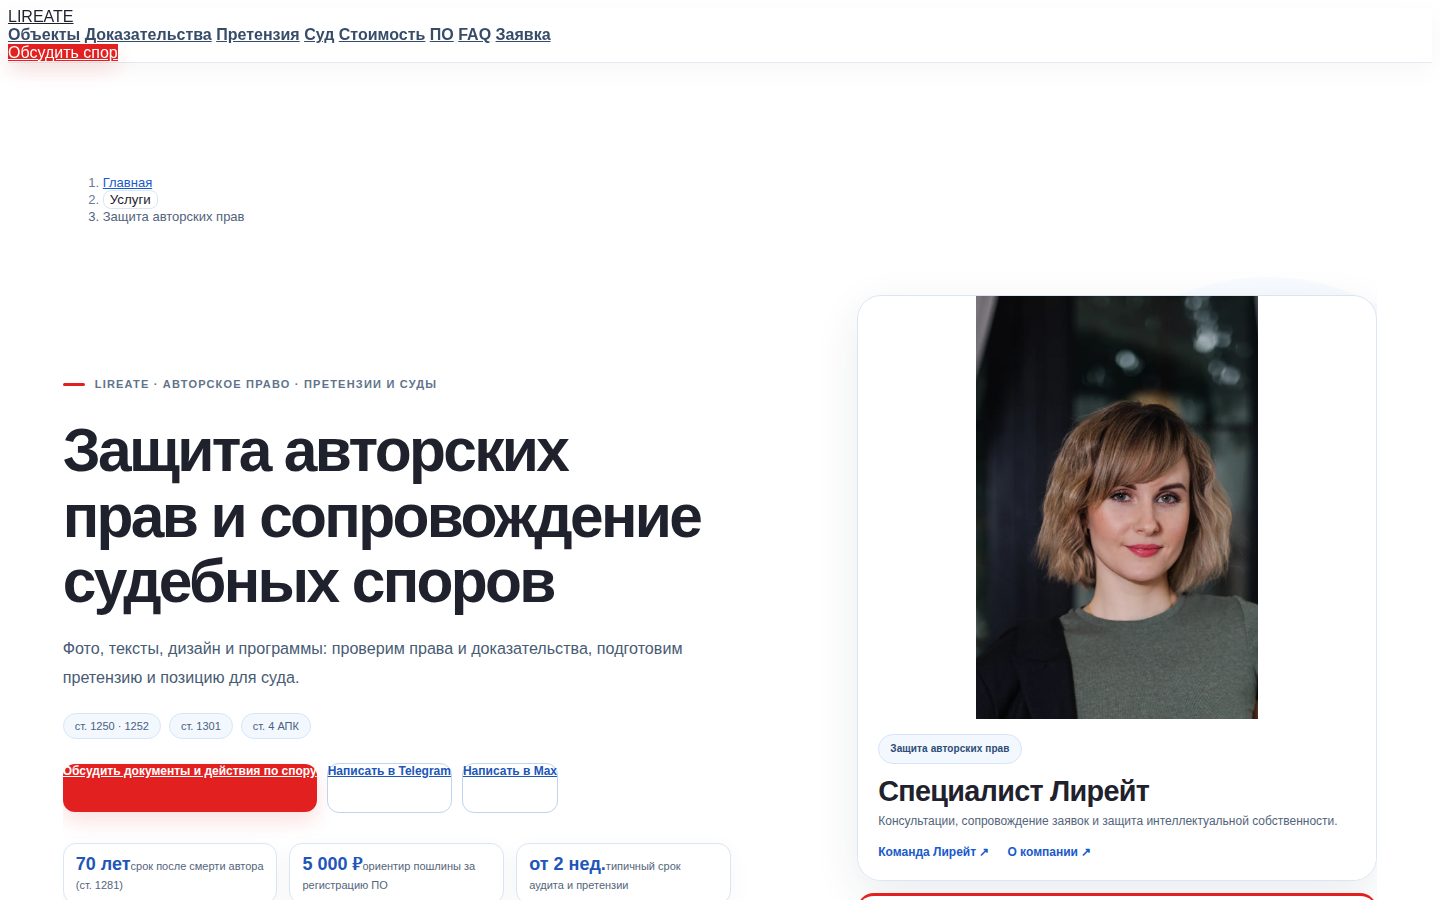 LIREATE
Объекты Доказательства Претензия Суд Стоимость ПО FAQ Заявка
Обсудить спор
1. Главная
2. Услуги
3. Защита авторских прав
LIREATE · АВТОРСКОЕ ПРАВО · ПРЕТЕНЗИИ И СУДЫ
Защита авторских
прав и сопровождение
судебных споров
Фото, тексты, дизайн и программы: проверим права и доказательства, подготовим
претензию и позицию для суда.
ст. 1250 · 1252 ст. 1301 ст. 4 АПК
Обсудить документы и действия по спору Написать в Telegram Написать в Max
70 лет срок после смерти автора
(ст. 1281)
5 000 ₽ ориентир пошлины за
регистрацию ПО
от 2 нед. типичный срок
аудита и претензии
Защита авторских прав
Специалист Лирейт
Консультации, сопровождение заявок и защита интеллектуальной собственности.
Команда Лирейт ↗ О компании ↗